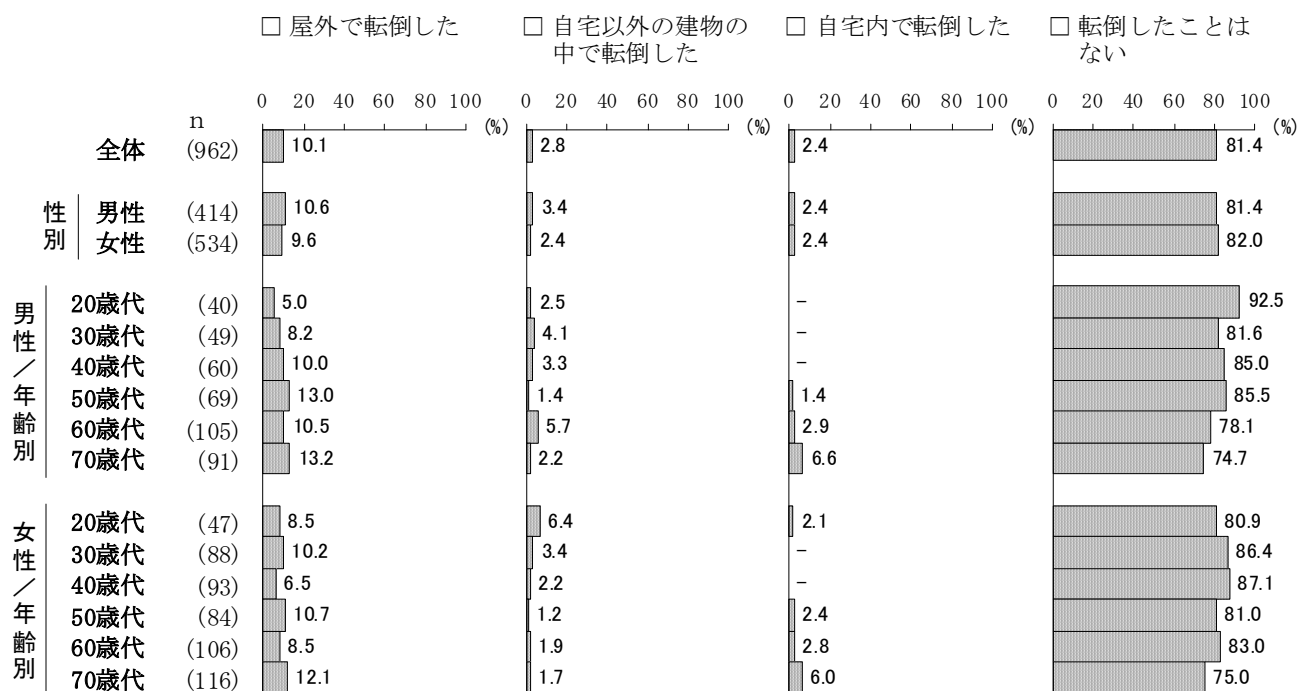 □ 屋外で転倒した □ 自宅以外の建物の □ 自宅内で転倒した □ 転倒したことは
中で転倒した ない
0 20 40 60 80 100 0 20 40 60 80 100 0 20 40 60 80 100 0 20 40 60 80 100
n (%) (%) (%) (%)
全体 (962) 10.1 2.8 2.4 81.4
性別
男性 (414) 10.6 3.4 2.4 81.4
女性 (534) 9.6 2.4 2.4 82.0
男性／年齢別
20歳代 (40) 5.0 2.5 - 92.5
30歳代 (49) 8.2 4.1 - 81.6
40歳代 (60) 10.0 3.3 - 85.0
50歳代 (69) 13.0 1.4 1.4 85.5
60歳代 (105) 10.5 5.7 2.9 78.1
70歳代 (91) 13.2 2.2 6.6 74.7
女性／年齢別
20歳代 (47) 8.5 6.4 2.1 80.9
30歳代 (88) 10.2 3.4 - 86.4
40歳代 (93) 6.5 2.2 - 87.1
50歳代 (84) 10.7 1.2 2.4 81.0
60歳代 (106) 8.5 1.9 2.8 83.0
70歳代 (116) 12.1 1.7 6.0 75.0